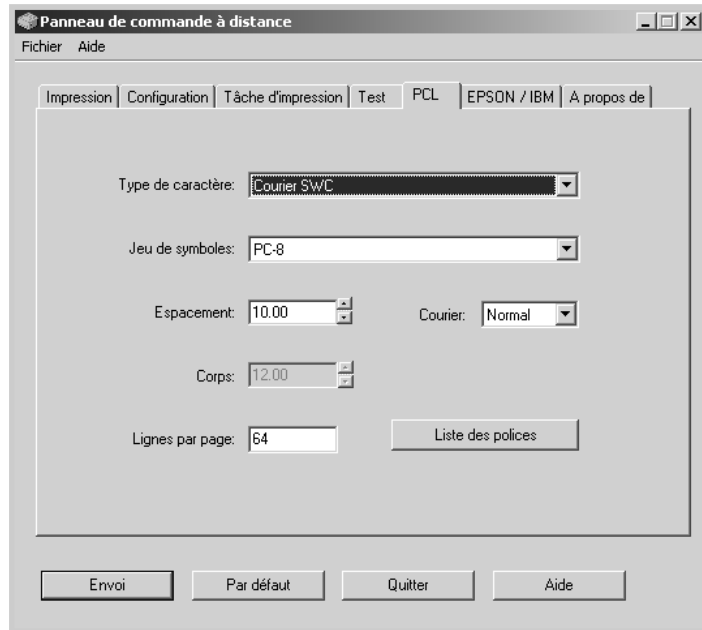 Panneau de commande à distance
Fichier Aide
Impression Configuration Tâche d'impression Test PCL EPSON / IBM A propos de
Type de caractère: Courier SWC
Jeu de symboles: PC-8
Espacement: 10.00 Courier: Normal
Corps: 12.00
Lignes par page: 64 Liste des polices
Envoi Par défaut Quitter Aide